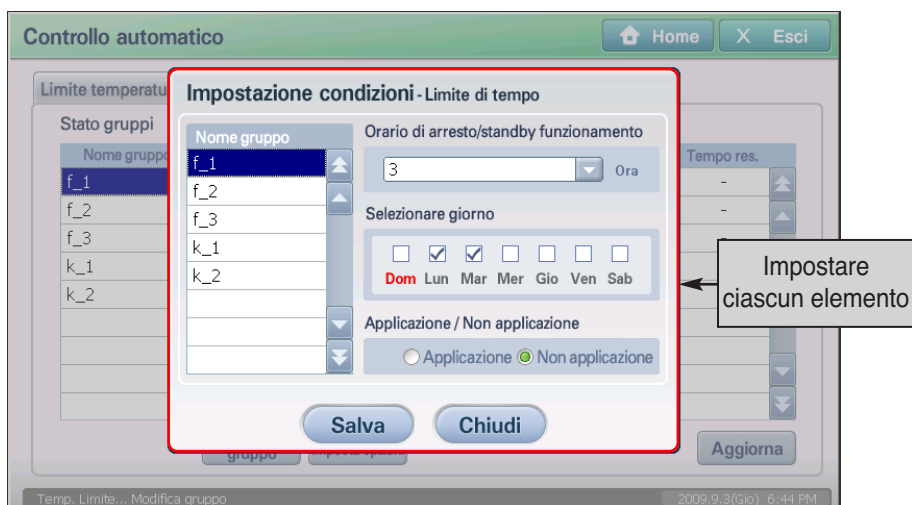 Controllo automatico
Home
X Esci
Limite temperatu
Stato gruppi
Nome gruppo
f_1
f_2
f_3
k_1
k_2
Tempo res.
-
-
-
Impostazione condizioni - Limite di tempo
Nome gruppo
f_1
f_2
f_3
k_1
k_2
Orario di arresto/standby funzionamento
3
Ora
Selezionare giorno
Dom Lun Mar Mer Gio Ven Sab
Applicazione / Non applicazione
Applicazione Non applicazione
Salva
Chiudi
Impostare
ciascun elemento
gruppo
Aggiorna
Temp. Limite... Modifica gruppo
2009.9.3(Gio) 6:44 PM